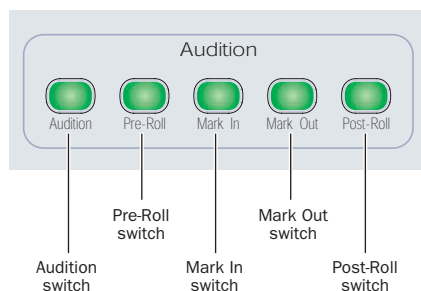 Audition
Audition Pre-Roll Mark In Mark Out Post-Roll
Pre-Roll
switch
Mark Out
switch
Audition
switch
Mark In
switch
Post-Roll
switch